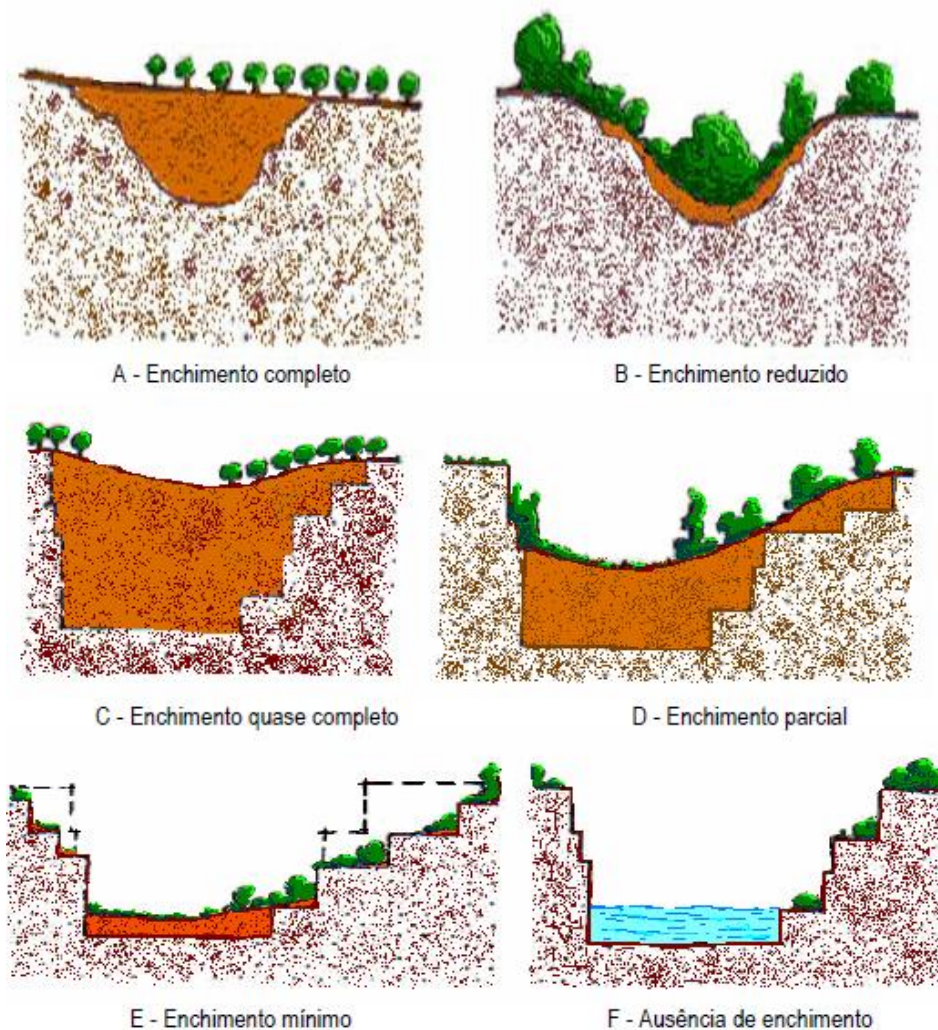 A - Enchimento completo
B - Enchimento reduzido
C - Enchimento quase completo
D - Enchimento parcial
E - Enchimento mínimo
F - Ausência de enchimento